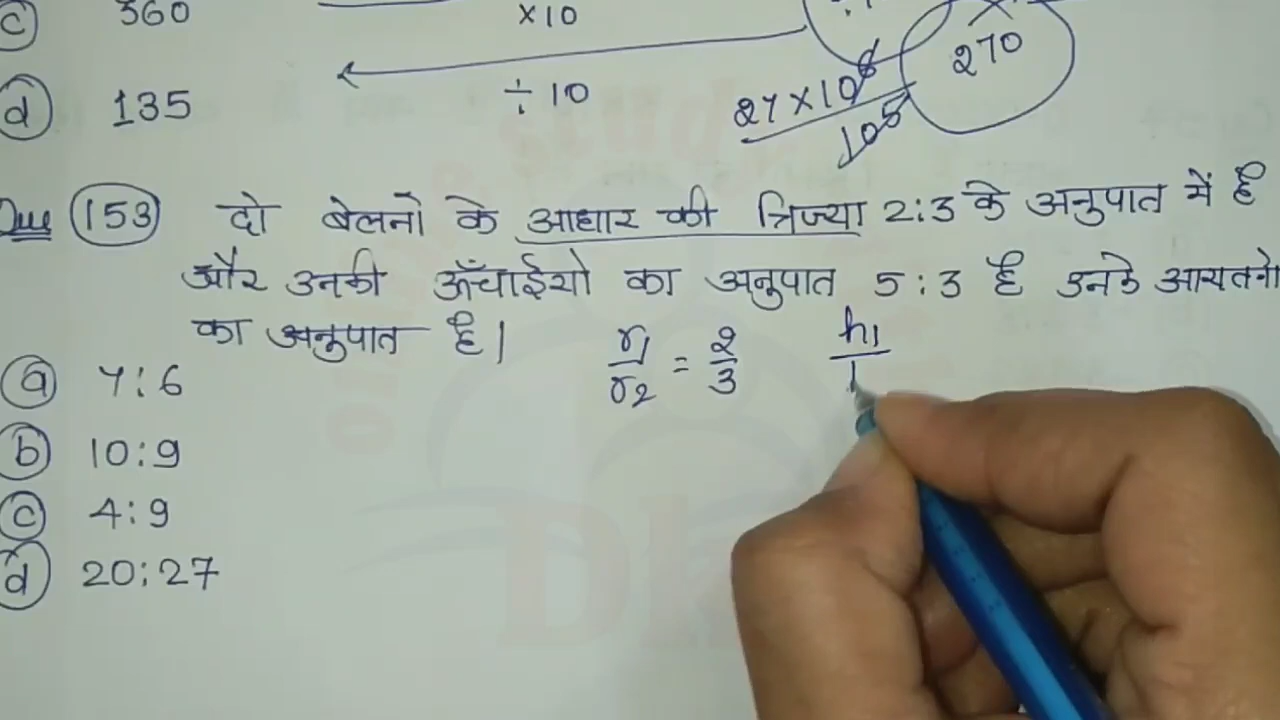 c 360
×10
÷10
d 135
27×10
105
270
Que 153 दो बेलनो के आधार की त्रिज्या 2:3 के अनुपात में है
और उनकी ऊँचाईयो का अनुपात 5:3 है उनके आयतनो
का अनुपात है|
r1/r2 = 2/3
h1
a 7:6
b 10:9
c 4:9
d 20:27